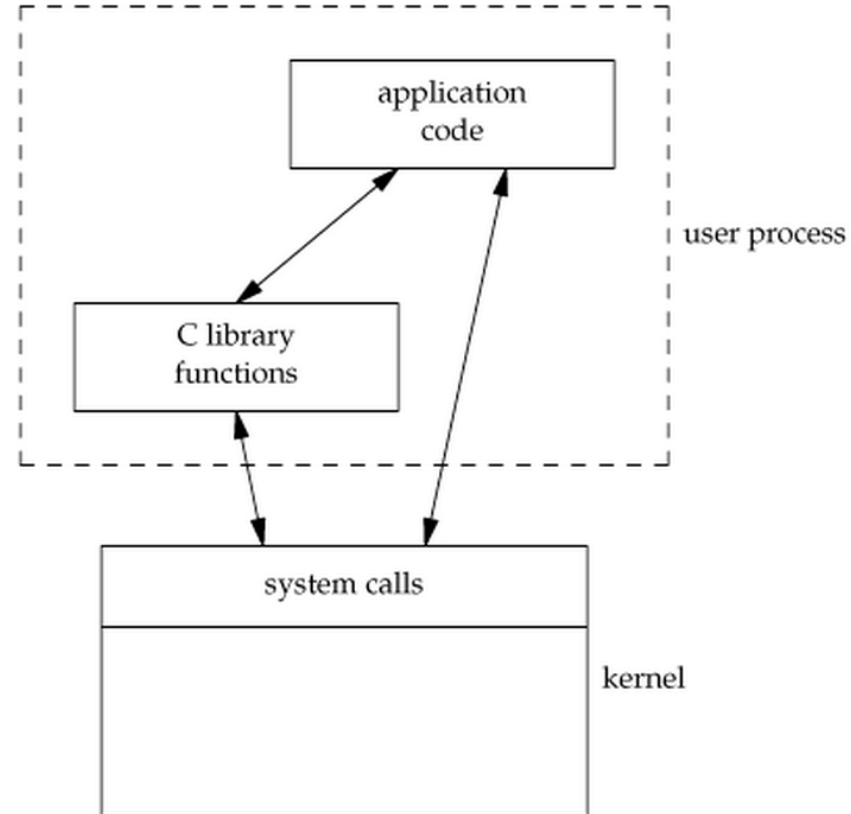 application
code
user process
C library
functions
system calls
kernel